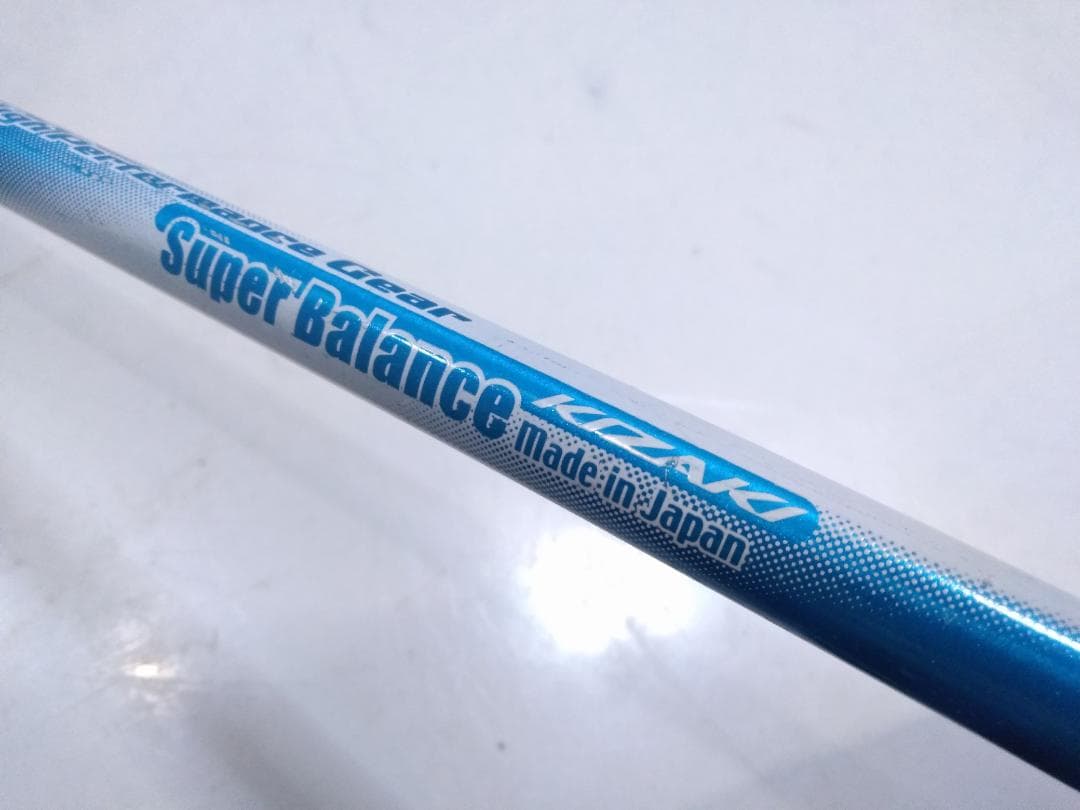 Performance Gear
Super Balance
KIZAKI
made in Japan